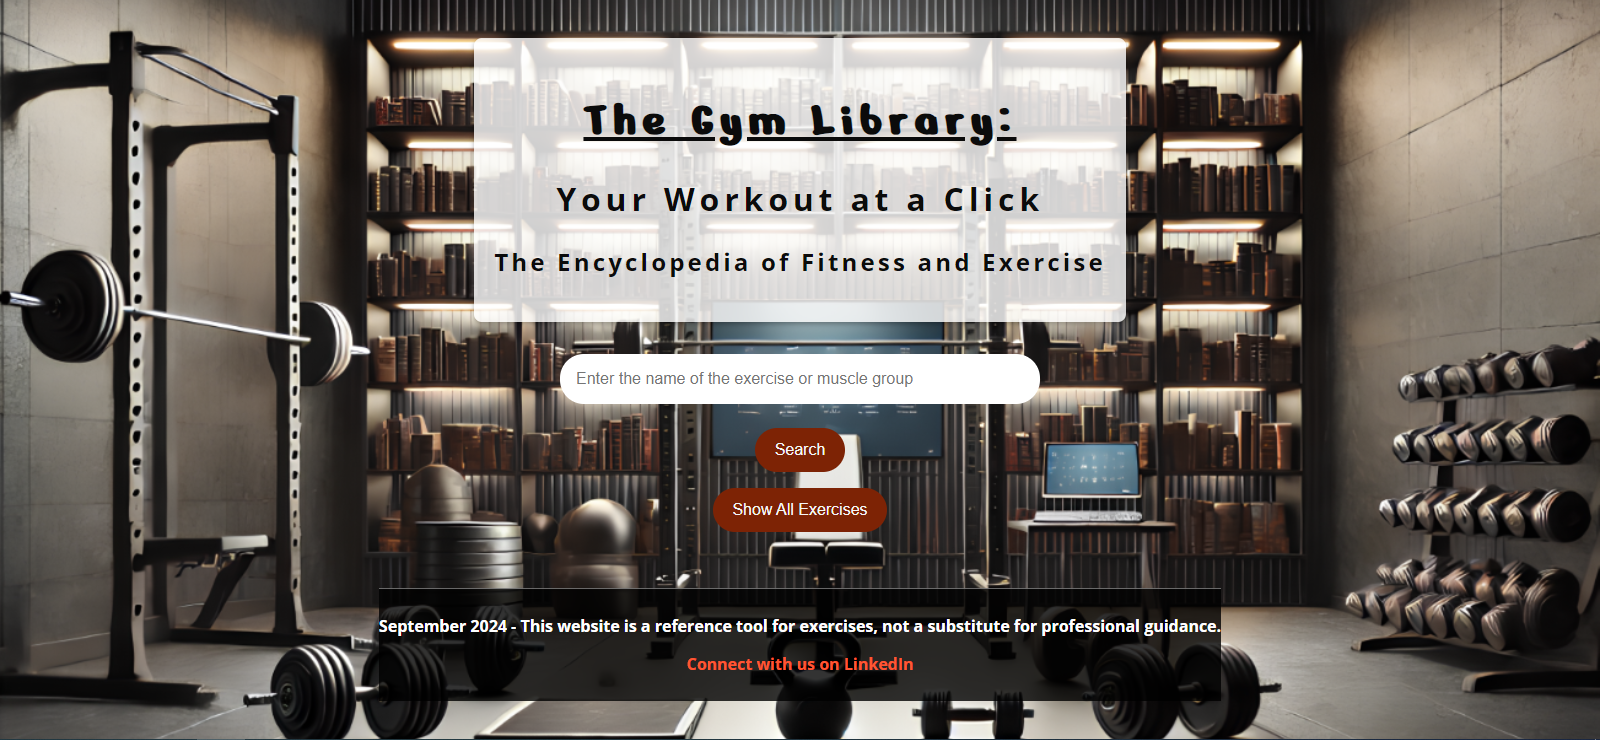 The Gym Library:
Your Workout at a Click
The Encyclopedia of Fitness and Exercise
Enter the name of the exercise or muscle group
Search
Show All Exercises
September 2024 - This website is a reference tool for exercises, not a substitute for professional guidance.
Connect with us on LinkedIn